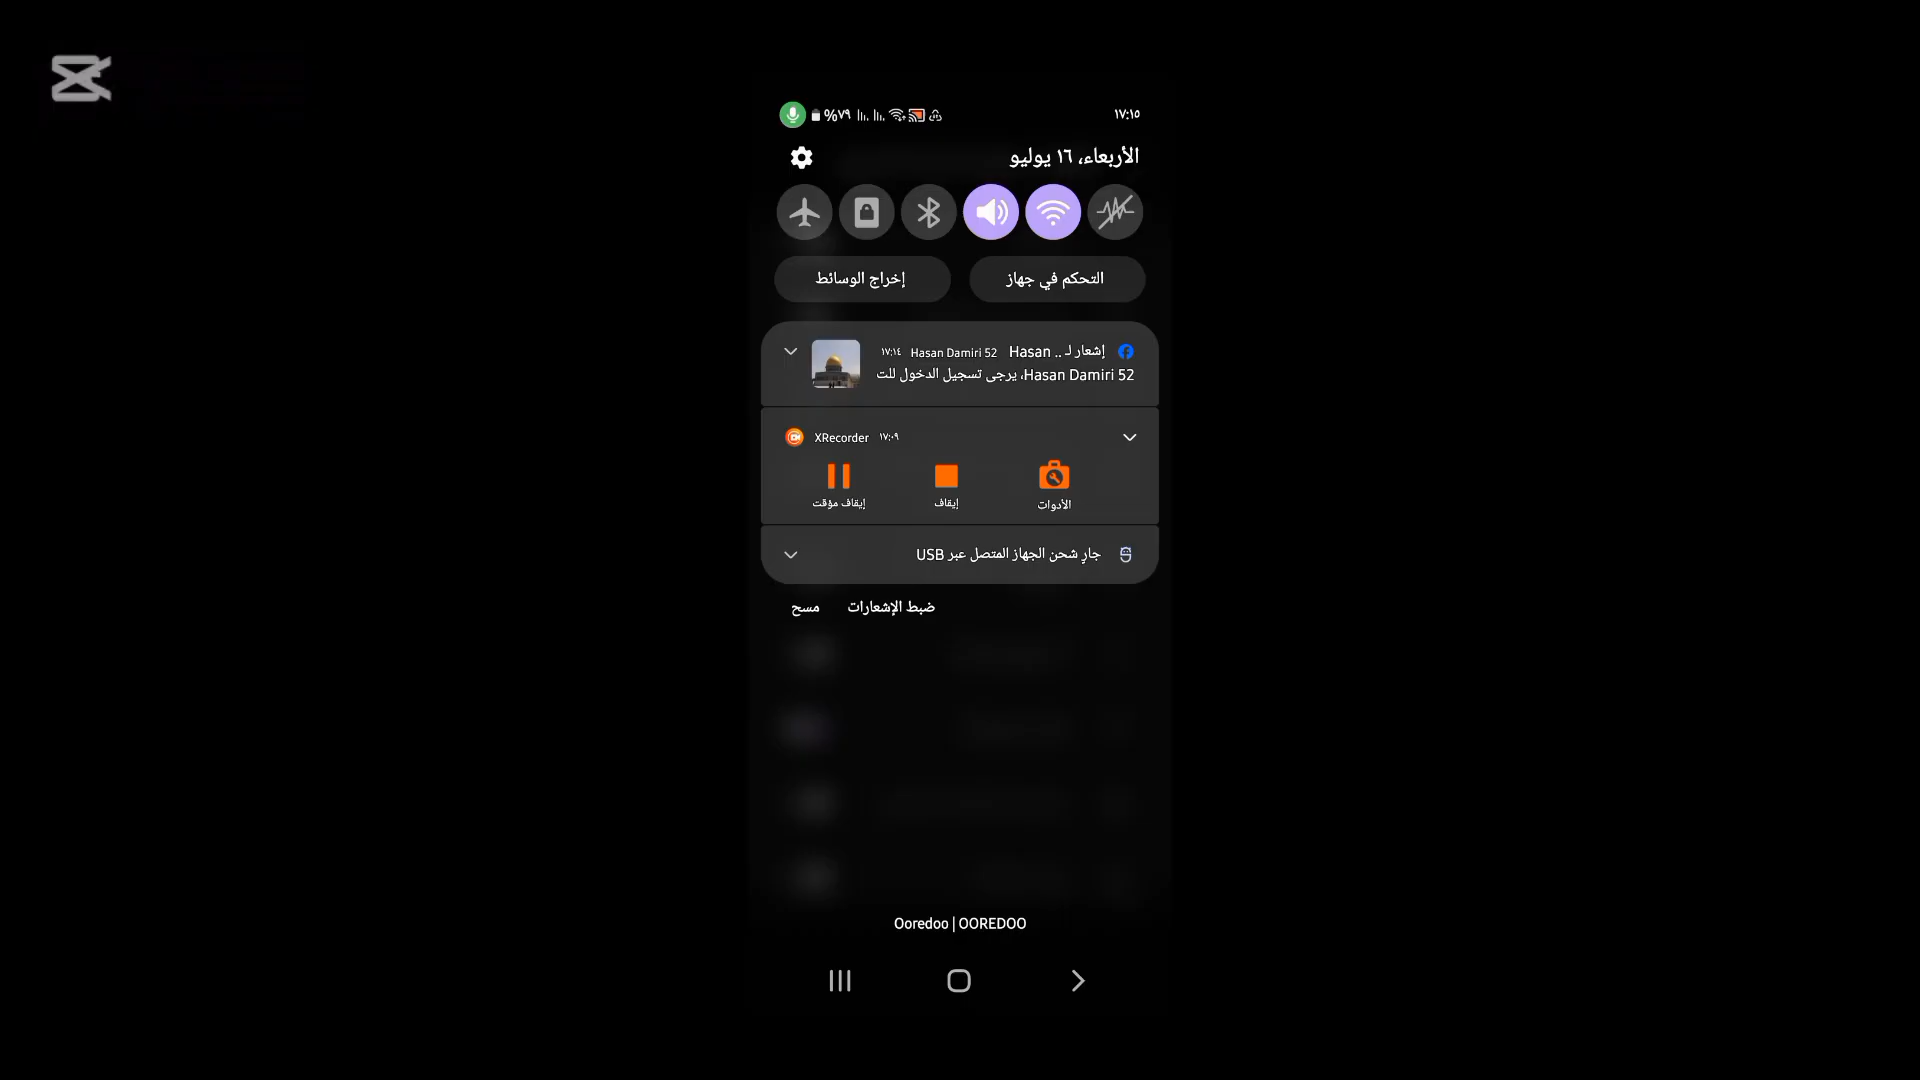 ١٧:١٥ %٧٩
الأربعاء، ١٦ يوليو
التحكم في جهاز إخراج الوسائط
إشعار لـ .. Hasan Hasan Damiri 52 ١٧:١٤
Hasan Damiri 52، يرجى تسجيل الدخول للت
XRecorder ١٧:٠٩
إيقاف مؤقت إيقاف الأدوات
جارٍ شحن الجهاز المتصل عبر USB
ضبط الإشعارات مسح
Ooredoo | OOREDOO